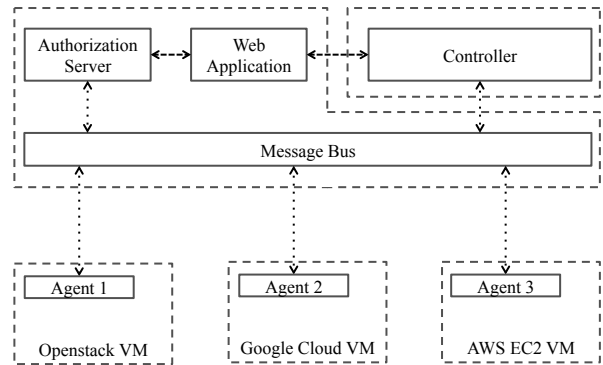 Authorization
Server
Web
Application
Controller
Message Bus
Agent 1
Agent 2
Agent 3
Openstack VM
Google Cloud VM
AWS EC2 VM